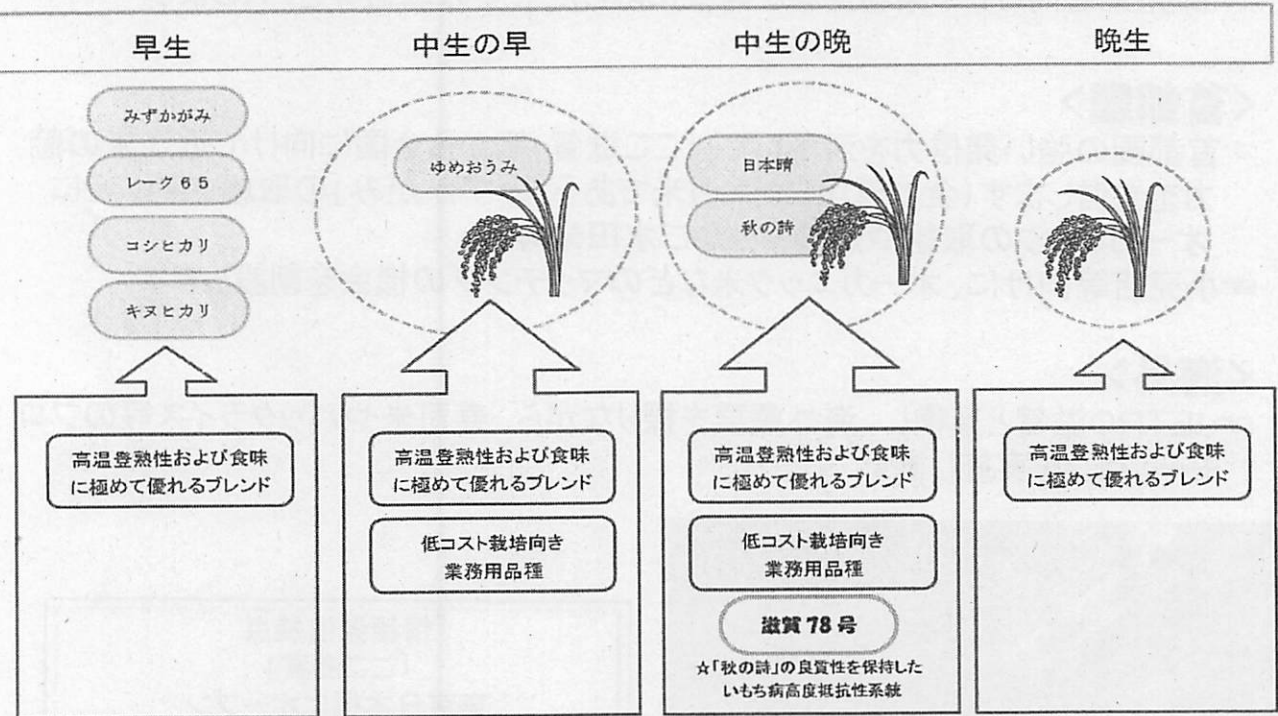 早生
中生の早
中生の晩
晩生
みずかがみ
レーク65
コシヒカリ
キヌヒカリ
ゆめおうみ
日本晴
秋の詩
高温登熟性および食味
に極めて優れるブレンド
高温登熟性および食味
に極めて優れるブレンド
低コスト栽培向き
業務用品種
高温登熟性および食味
に極めて優れるブレンド
低コスト栽培向き
業務用品種
滋賀78号
☆「秋の詩」の良質性を保持した
いもち病高度抵抗性系統
高温登熟性および食味
に極めて優れるブレンド